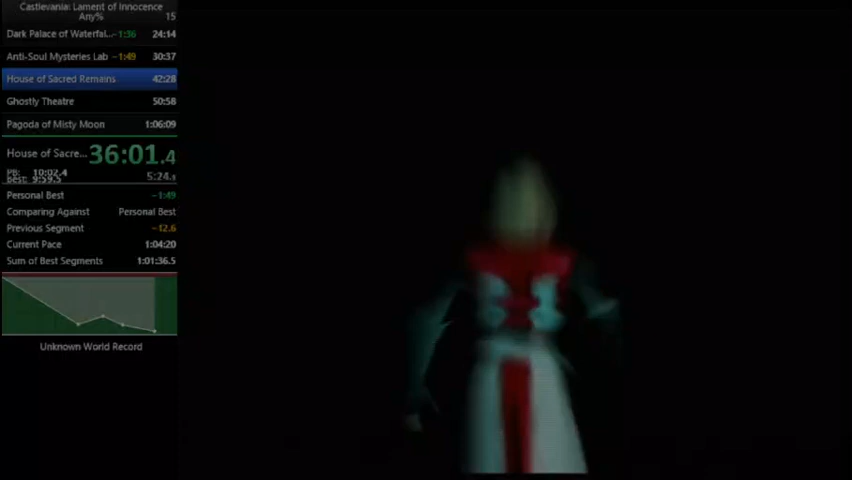 Castlevania: Lament of Innocence
Any% 15
Dark Palace of Waterfal... -1:36 24:14
Anti-Soul Mysteries Lab -1:49 30:37
House of Sacred Remains 42:28
Ghostly Theatre 50:58
Pagoda of Misty Moon 1:06:09
House of Sacre... 36:01.4
PB: 10:02.4
Best: 9:59.5 5:24.
Personal Best -1:49
Comparing Against Personal Best
Previous Segment -12.6
Current Pace 1:04:20
Sum of Best Segments 1:01:36.5
Unknown World Record